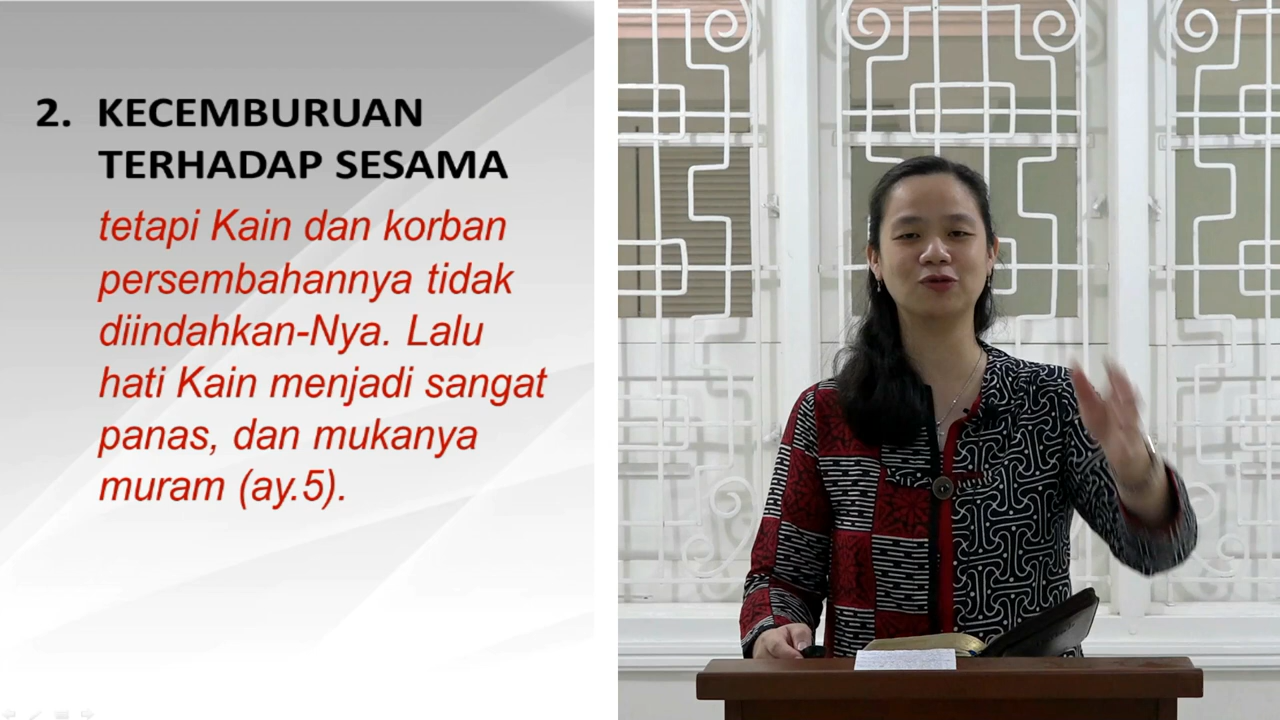 2. KECEMBURUAN
TERHADAP SESAMA
tetapi Kain dan korban
persembahannya tidak
diindahkan-Nya. Lalu
hati Kain menjadi sangat
panas, dan mukanya
muram (ay.5).